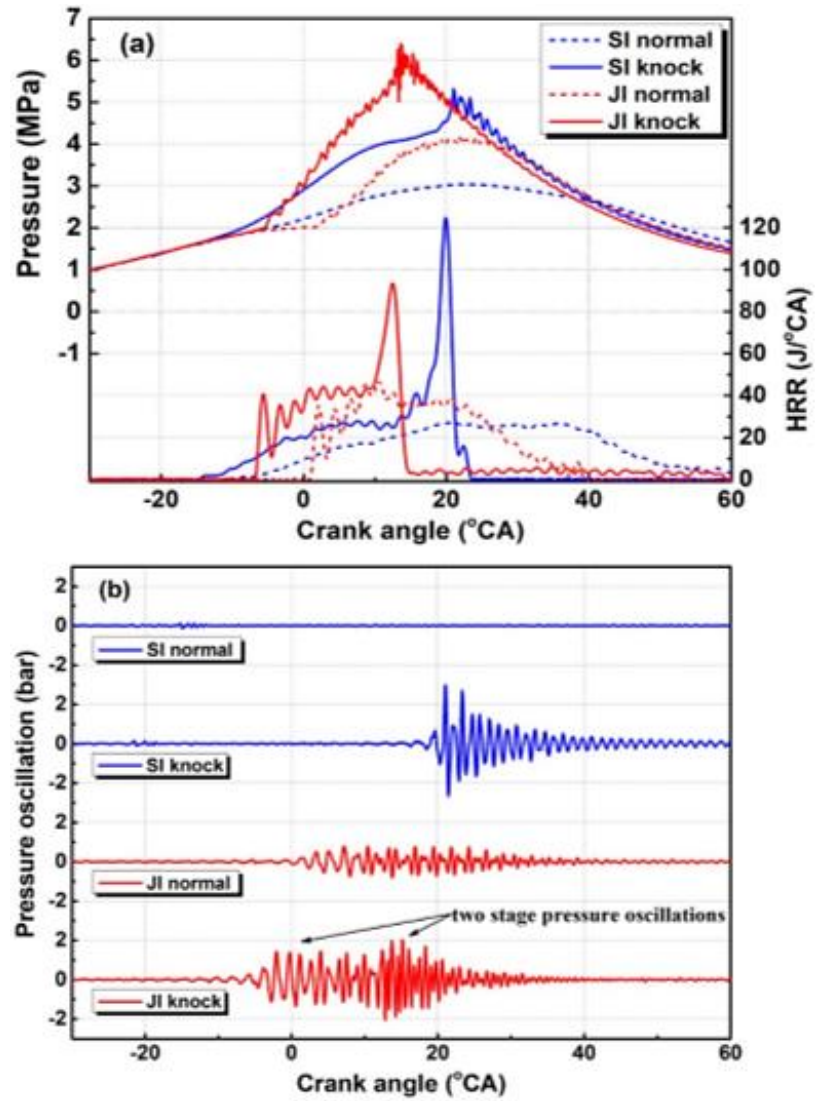 (a)
SI normal
SI knock
JI normal
JI knock
Pressure (MPa)
7
6
5
4
3
2
1
0
-1
120
100
80
60
40
20
0
HRR (J/°CA)
-20 0 20 40 60
Crank angle (°CA)
(b)
Pressure oscillation (bar)
2
0
-2
SI normal
2
0
-2
SI knock
2
0
-2
JI normal
two stage pressure oscillations
2
0
-2
JI knock
-20 0 20 40 60
Crank angle (°CA)